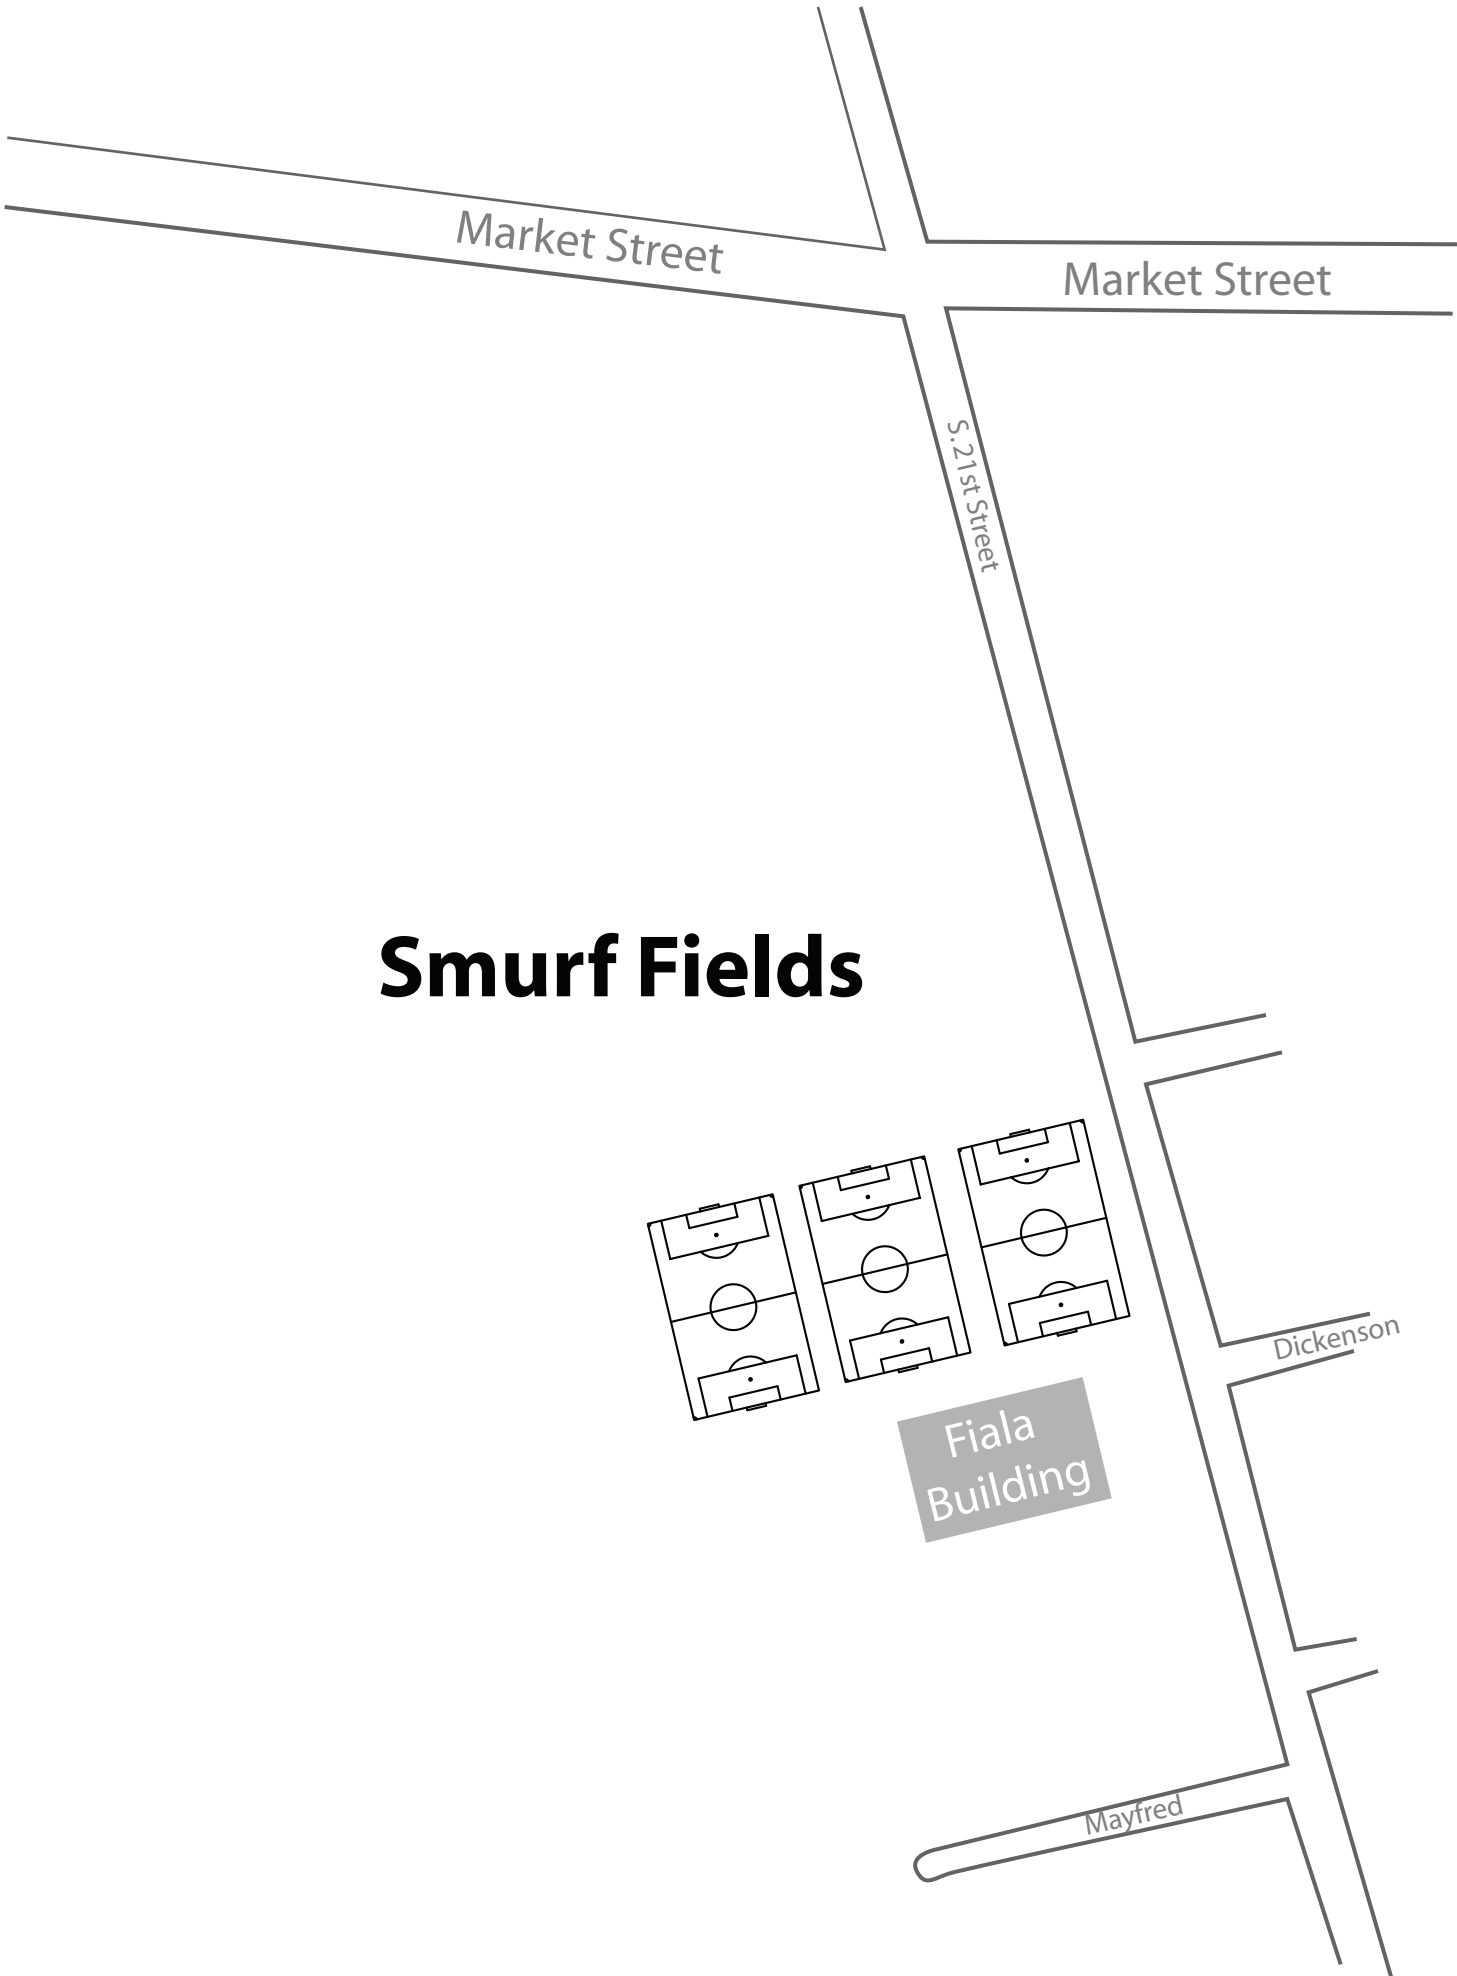 Market Street
Market Street
S. 21st Street
Smurf Fields
Dickenson
Fiala
Building
Mayfred